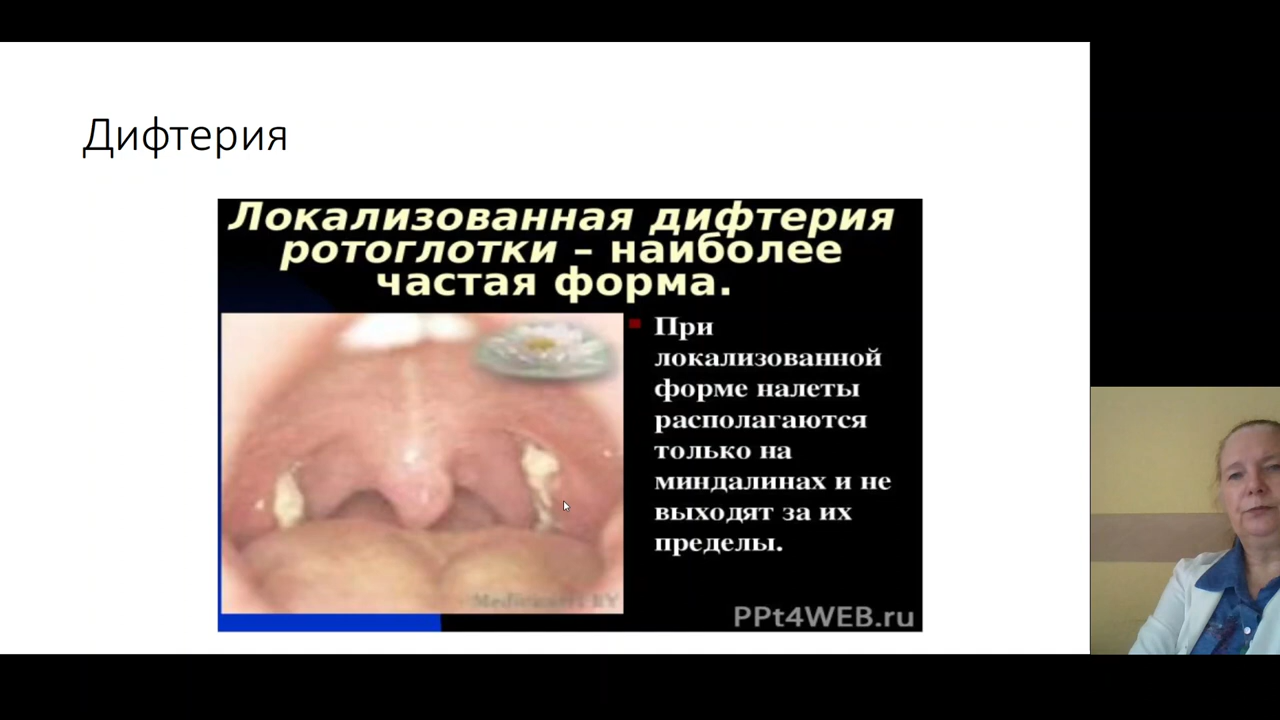 Дифтерия
Локализованная дифтерия
ротоглотки – наиболее
частая форма.
При
локализованной
форме налеты
располагаются
только на
миндалинах и не
выходят за их
пределы.
PPt4WEB.ru